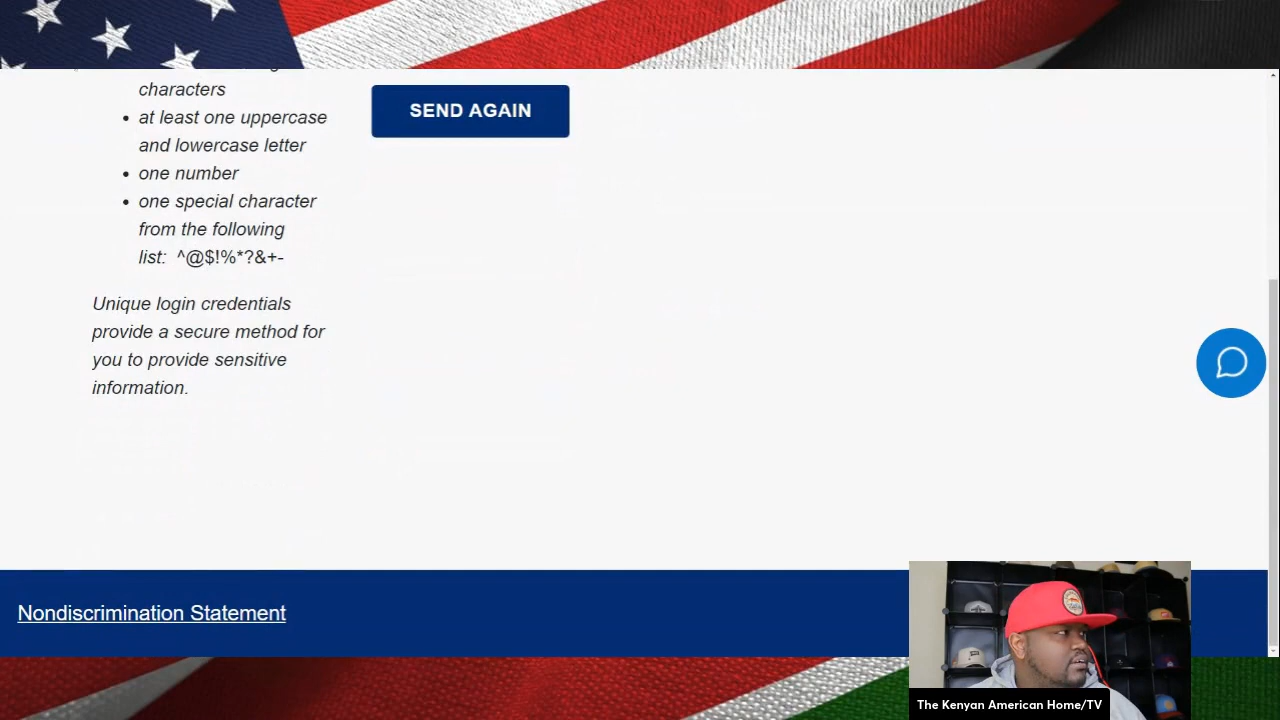 characters
• at least one uppercase
and lowercase letter
• one number
• one special character
from the following
list: ^@$!%*?&+-
Unique login credentials
provide a secure method for
you to provide sensitive
information.
SEND AGAIN
Nondiscrimination Statement
The Kenyan American Home/TV